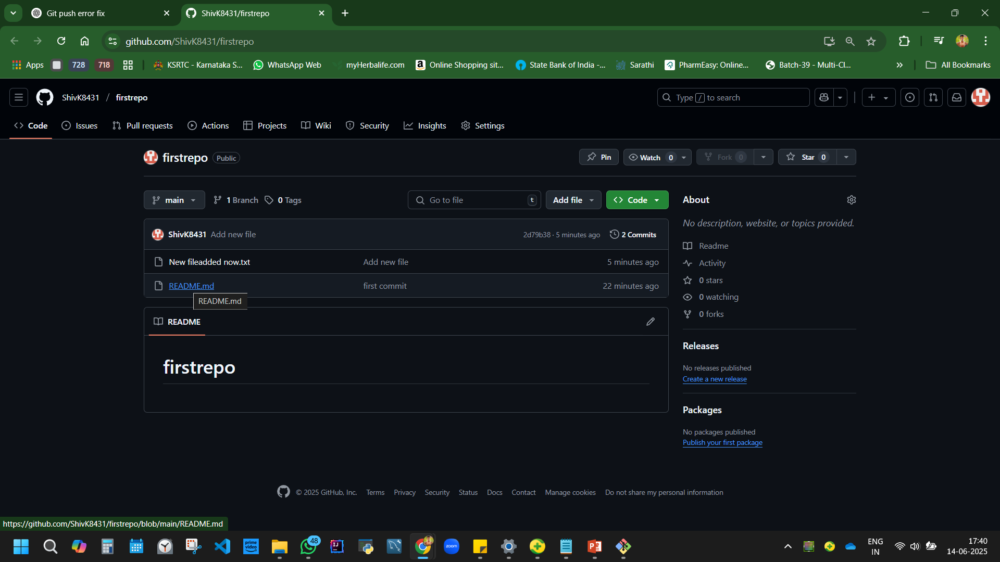 Git push error fix
ShivK8431/firstrepo
github.com/ShivK8431/firstrepo
Apps
728
718
KSRTC - Karnataka S...
WhatsApp Web
myHerbalife.com
Online Shopping sit...
State Bank of India -...
Sarathi
PharmEasy: Online...
Batch-39 - Multi-Cl...
All Bookmarks
ShivK8431 / firstrepo
Type / to search
Code
Issues
Pull requests
Actions
Projects
Wiki
Security
Insights
Settings
firstrepo Public
Pin
Watch 0
Fork 0
Star 0
main
1 Branch
0 Tags
Go to file t
Add file
Code
ShivK8431 Add new file 2d79b38 · 5 minutes ago 2 Commits
New fileadded now.txt Add new file 5 minutes ago
README.md first commit 22 minutes ago
README.md
README
firstrepo
About
No description, website, or topics provided.
Readme
Activity
0 stars
0 watching
0 forks
Releases
No releases published
Create a new release
Packages
No packages published
Publish your first package
© 2025 GitHub, Inc. Terms Privacy Security Status Docs Contact Manage cookies Do not share my personal information
https://github.com/ShivK8431/firstrepo/blob/main/README.md
prime video
48
IJ
zoom
P
ENG
IN
17:40
14-06-2025